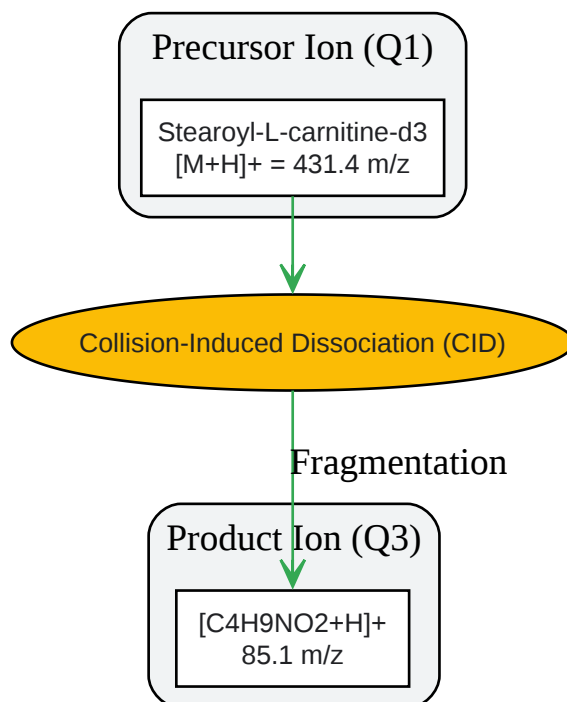 Precursor Ion (Q1)
Stearoyl-L-carnitine-d3
[M+H]+ = 431.4 m/z
Collision-Induced Dissociation (CID)
Fragmentation
Product Ion (Q3)
[C4H9NO2+H]+
85.1 m/z